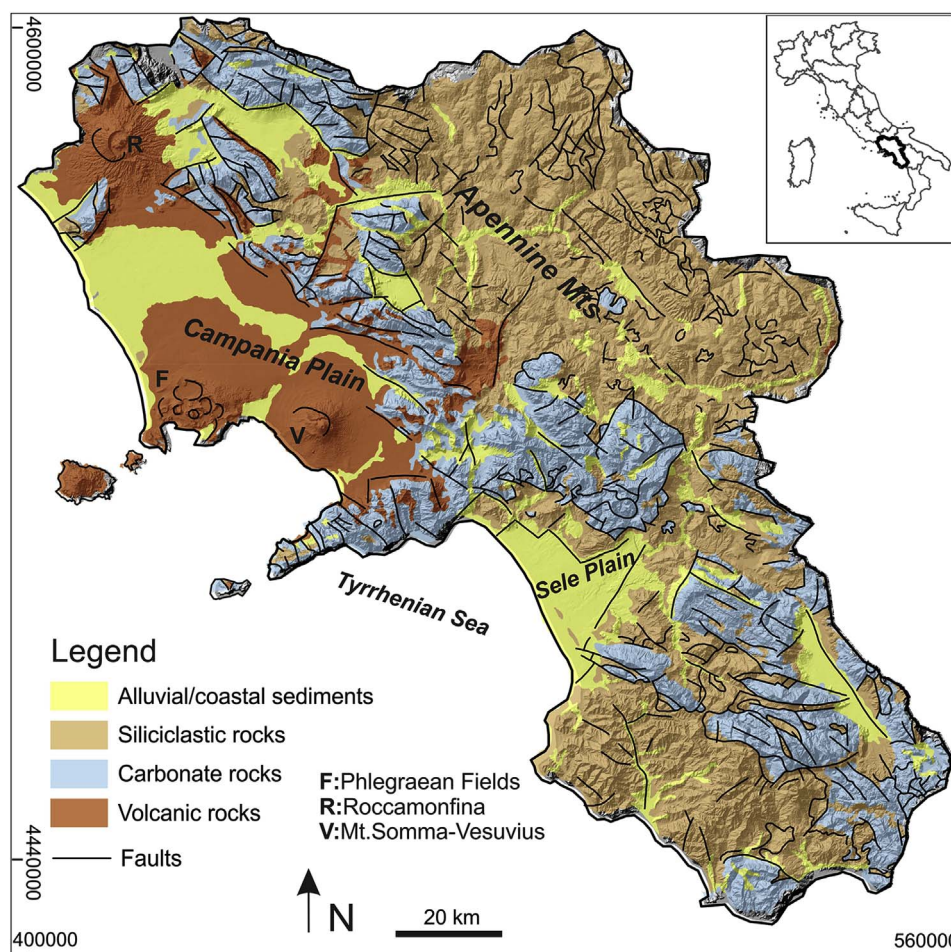 4600000
R
Apennine Mts
Campania Plain
F
V
Sele Plain
Tyrrhenian Sea
Legend
Alluvial/coastal sediments
Siliciclastic rocks
Carbonate rocks
Volcanic rocks
Faults
F:Phlegraean Fields
R:Roccamonfina
V:Mt.Somma-Vesuvius
4440000
N
20 km
400000
560000